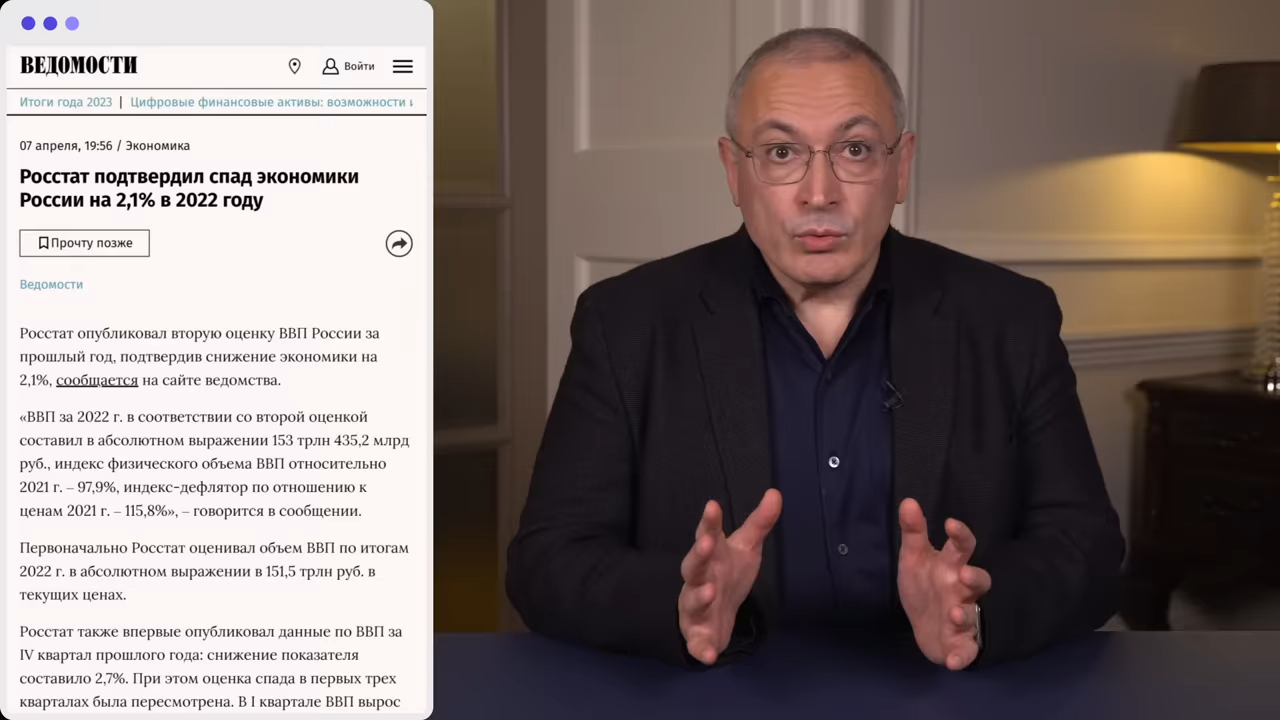 ВЕДОМОСТИ
Войти
Итоги года 2023 | Цифровые финансовые активы: возможности и
07 апреля, 19:56 / Экономика
Росстат подтвердил спад экономики
России на 2,1% в 2022 году
Прочту позже
Ведомости
Росстат опубликовал вторую оценку ВВП России за
прошлый год, подтвердив снижение экономики на
2,1%, сообщается на сайте ведомства.
«ВВП за 2022 г. в соответствии со второй оценкой
составил в абсолютном выражении 153 трлн 435,2 млрд
руб., индекс физического объема ВВП относительно
2021 г. – 97,9%, индекс-дефлятор по отношению к
ценам 2021 г. – 115,8%», – говорится в сообщении.
Первоначально Росстат оценивал объем ВВП по итогам
2022 г. в абсолютном выражении в 151,5 трлн руб. в
текущих ценах.
Росстат также впервые опубликовал данные по ВВП за
IV квартал прошлого года: снижение показателя
составило 2,7%. При этом оценка спада в первых трех
кварталах была пересмотрена. В I квартале ВВП вырос